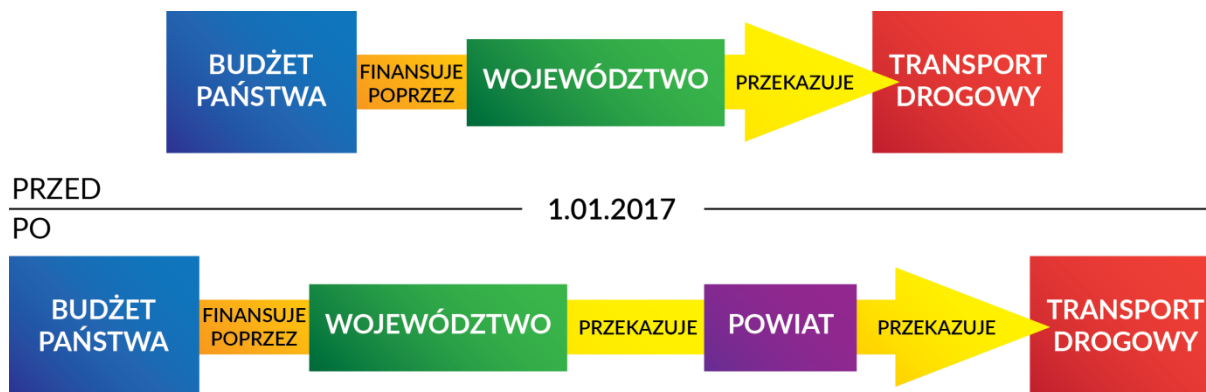 BUDŻET
PAŃSTWA
FINANSUJE
POPRZEZ
WOJEWÓDZTWO
PRZEKAZUJE
TRANSPORT
DROGOWY
PRZED
1.01.2017
PO
BUDŻET
PAŃSTWA
FINANSUJE
POPRZEZ
WOJEWÓDZTWO
PRZEKAZUJE
POWIAT
PRZEKAZUJE
TRANSPORT
DROGOWY